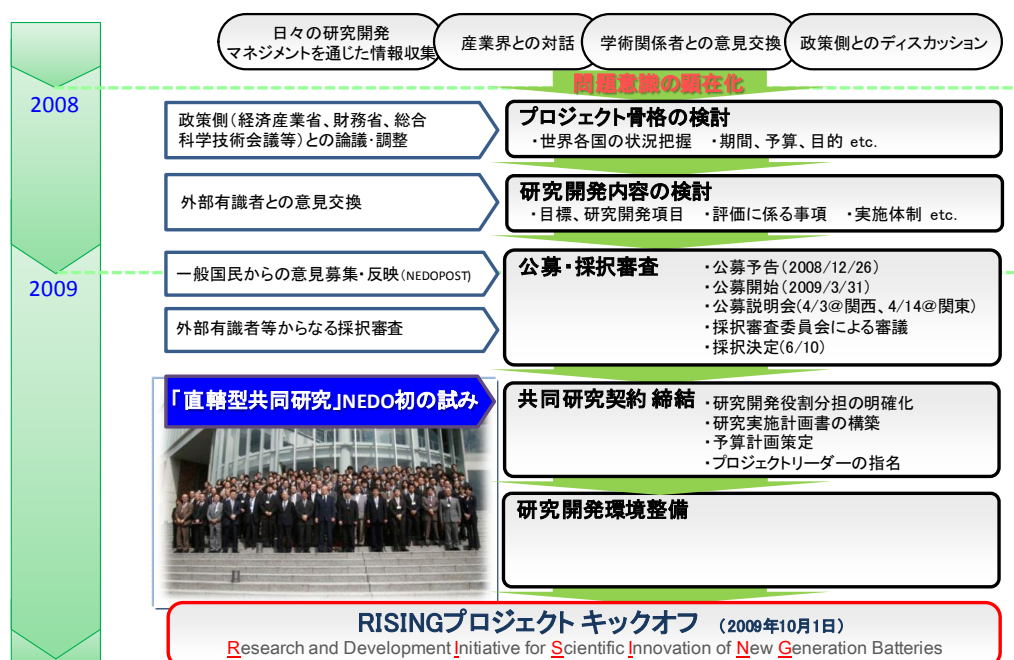 日々の研究開発
マネジメントを通じた情報収集
産業界との対話
学術関係者との意見交換
政策側とのディスカッション
問題意識の顕在化
2008
政策側(経済産業省、財務省、総合
科学技術会議等)との論議・調整
プロジェクト骨格の検討
・世界各国の状況把握 ・期間、予算、目的 etc.
外部有識者との意見交換
研究開発内容の検討
・目標、研究開発項目 ・評価に係る事項 ・実施体制 etc.
2009
一般国民からの意見募集・反映(NEDOPOST)
外部有識者等からなる採択審査
公募・採択審査
・公募予告(2008/12/26)
・公募開始(2009/3/31)
・公募説明会(4/3@関西、4/14@関東)
・採択審査委員会による審議
・採択決定(6/10)
「直轄型共同研究」NEDO初の試み
共同研究契約 締結
・研究開発役割分担の明確化
・研究実施計画書の構築
・予算計画策定
・プロジェクトリーダーの指名
研究開発環境整備
RISINGプロジェクト キックオフ (2009年10月1日)
Research and Development Initiative for Scientific Innovation of New Generation Batteries